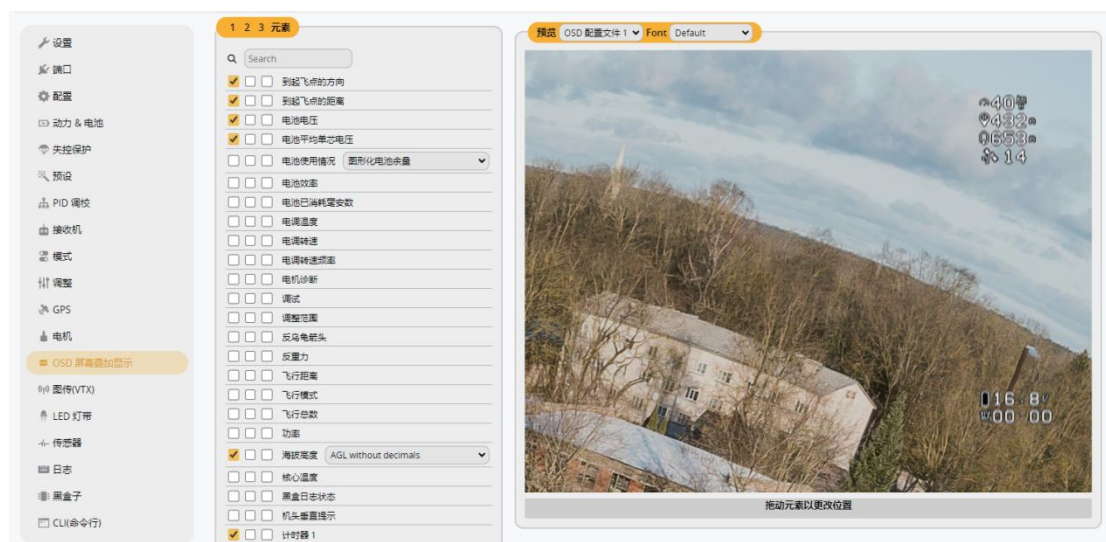 设置
端口
配置
动力 & 电池
失控保护
预设
PID 调校
接收机
模式
调整
GPS
电机
OSD 屏幕叠加显示
图传(VTX)
LED 灯带
传感器
日志
黑盒子
CLI(命令行)
1 2 3 元素
Search
到起飞点的方向
到起飞点的距离
电池电压
电池平均单芯电压
电池使用情况 图形化电池余量
电池效率
电池已消耗毫安数
电调温度
电调转速
电调转速频率
电机诊断
调试
调整范围
反乌龟箭头
反重力
飞行距离
飞行模式
飞行总数
功率
海拔高度 AGL without decimals
核心温度
黑盒日志状态
机头垂直提示
计时器 1
预览 OSD 配置文件 1 Font Default
40
432m
0653m
14
16.8V
00:00
拖动元素以更改位置